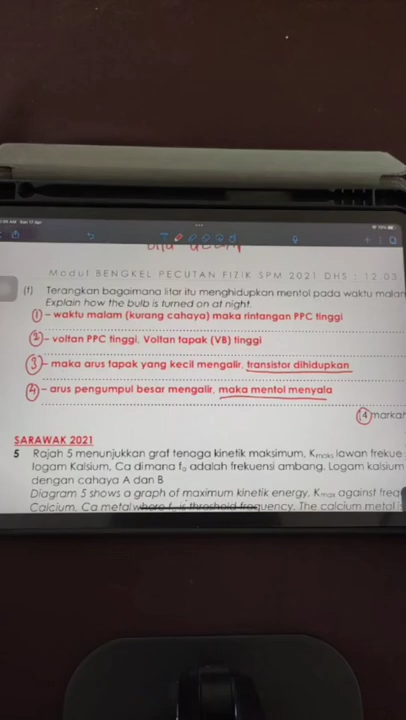 Modul BENGKEL PECUTAN FIZIK SPM 2021 DHS : 12.03
(f) Terangkan bagaimana litar itu menghidupkan mentol pada waktu malam
Explain how the bulb is turned on at night.
① – waktu malam (kurang cahaya) maka rintangan PPC tinggi
② – voltan PPC tinggi, Voltan tapak (VB) tinggi
③ – maka arus tapak yang kecil mengalir, transistor dihidupkan
④ – arus pengumpul besar mengalir, maka mentol menyala
[4 markah
SARAWAK 2021
5 Rajah 5 menunjukkan graf tenaga kinetik maksimum, Kmaks lawan frekue
logam Kalsium, Ca dimana f₀ adalah frekuensi ambang. Logam kalsium
dengan cahaya A dan B
Diagram 5 shows a graph of maximum kinetic energy, Kmax against freq
Calcium, Ca metal where f₀ is threshold frequency. The calcium metal is